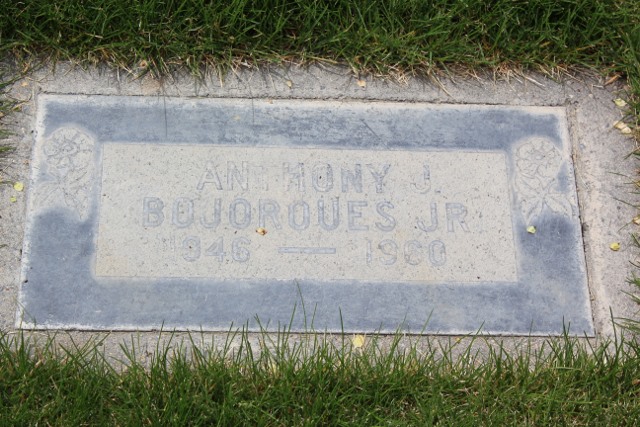 ANTHONY J.
BOJORQUES JR
1946 — 1960